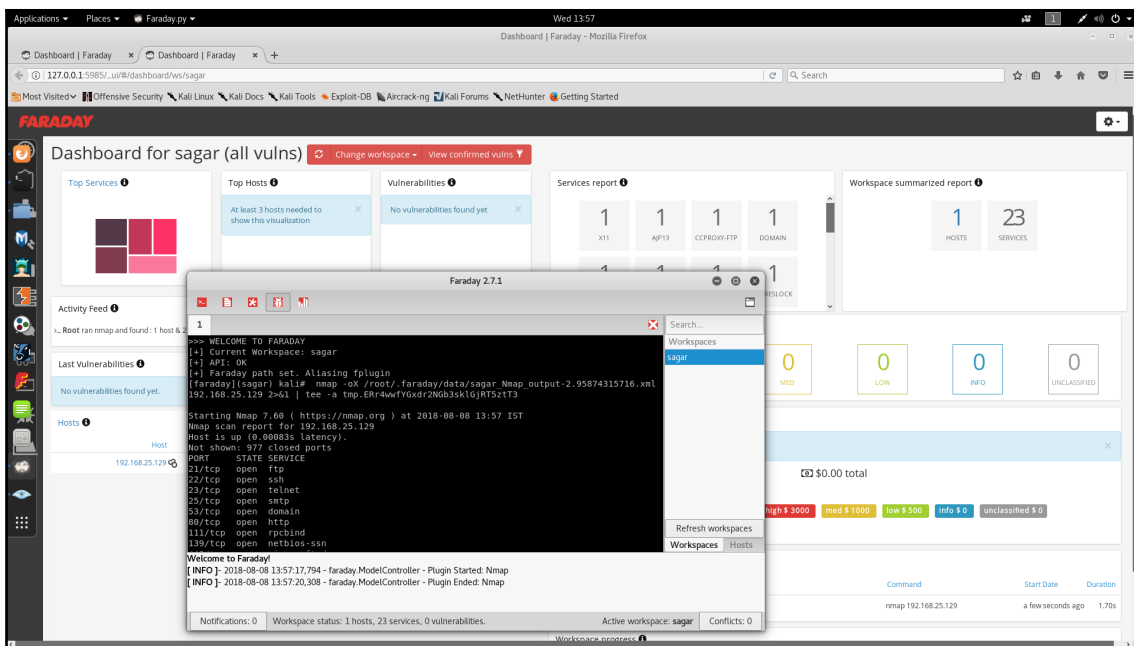 Applications Places Faraday.py Wed 13:57 1
Dashboard | Faraday - Mozilla Firefox
Dashboard | Faraday × Dashboard | Faraday × +
127.0.0.1:5985/_ui/#/dashboard/ws/sagar Search
Most Visited Offensive Security Kali Linux Kali Docs Kali Tools Exploit-DB Aircrack-ng Kali Forums NetHunter Getting Started
FARADAY
Dashboard for sagar (all vulns) Change workspace View confirmed vulns
Top Services Top Hosts Vulnerabilities Services report Workspace summarized report
At least 3 hosts needed to
show this visualization
No vulnerabilities found yet
1 1 1 1
X11 AJP13 CCPROXY-FTP DOMAIN
1 23
HOSTS SERVICES
1 1 1 1
RESLOCK
Activity Feed
Root ran nmap and found : 1 host & 2
Last Vulnerabilities
No vulnerabilities found yet.
Hosts
Host
192.168.25.129
Faraday 2.7.1
1
>>> WELCOME TO FARADAY
[+] Current Workspace: sagar
[+] API: OK
[+] Faraday path set. Aliasing fplugin
[faraday](sagar) kali# nmap -oX /root/.faraday/data/sagar_Nmap_output-2.95874315716.xml
192.168.25.129 2>&1 | tee -a tmp.ERr4wwfYGxdr2NGb3sklGjRT5ztT3
Starting Nmap 7.60 ( https://nmap.org ) at 2018-08-08 13:57 IST
Nmap scan report for 192.168.25.129
Host is up (0.00083s latency).
Not shown: 977 closed ports
PORT STATE SERVICE
21/tcp open ftp
22/tcp open ssh
23/tcp open telnet
25/tcp open smtp
53/tcp open domain
80/tcp open http
111/tcp open rpcbind
139/tcp open netbios-ssn
Search...
Workspaces
sagar
Refresh workspaces
Workspaces Hosts
Welcome to Faraday!
[ INFO ]- 2018-08-08 13:57:17,794 - faraday.ModelController - Plugin Started: Nmap
[ INFO ]- 2018-08-08 13:57:20,308 - faraday.ModelController - Plugin Ended: Nmap
Notifications: 0 Workspace status: 1 hosts, 23 services, 0 vulnerabilities. Active workspace: sagar Conflicts: 0
0 0 0 0
MED LOW INFO UNCLASSIFIED
$0.00 total
high $ 3000 med $ 1000 low $ 500 info $ 0 unclassified $ 0
Command Start Date Duration
nmap 192.168.25.129 a few seconds ago 1.70s
Workspace progress